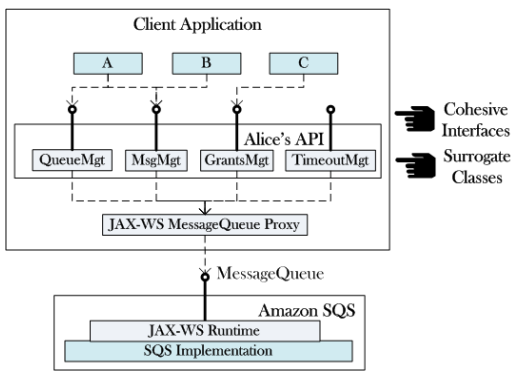 Client Application
A
B
C
Cohesive
Interfaces
Alice's API
QueueMgt
MsgMgt
GrantsMgt
TimeoutMgt
Surrogate
Classes
JAX-WS MessageQueue Proxy
MessageQueue
Amazon SQS
JAX-WS Runtime
SQS Implementation